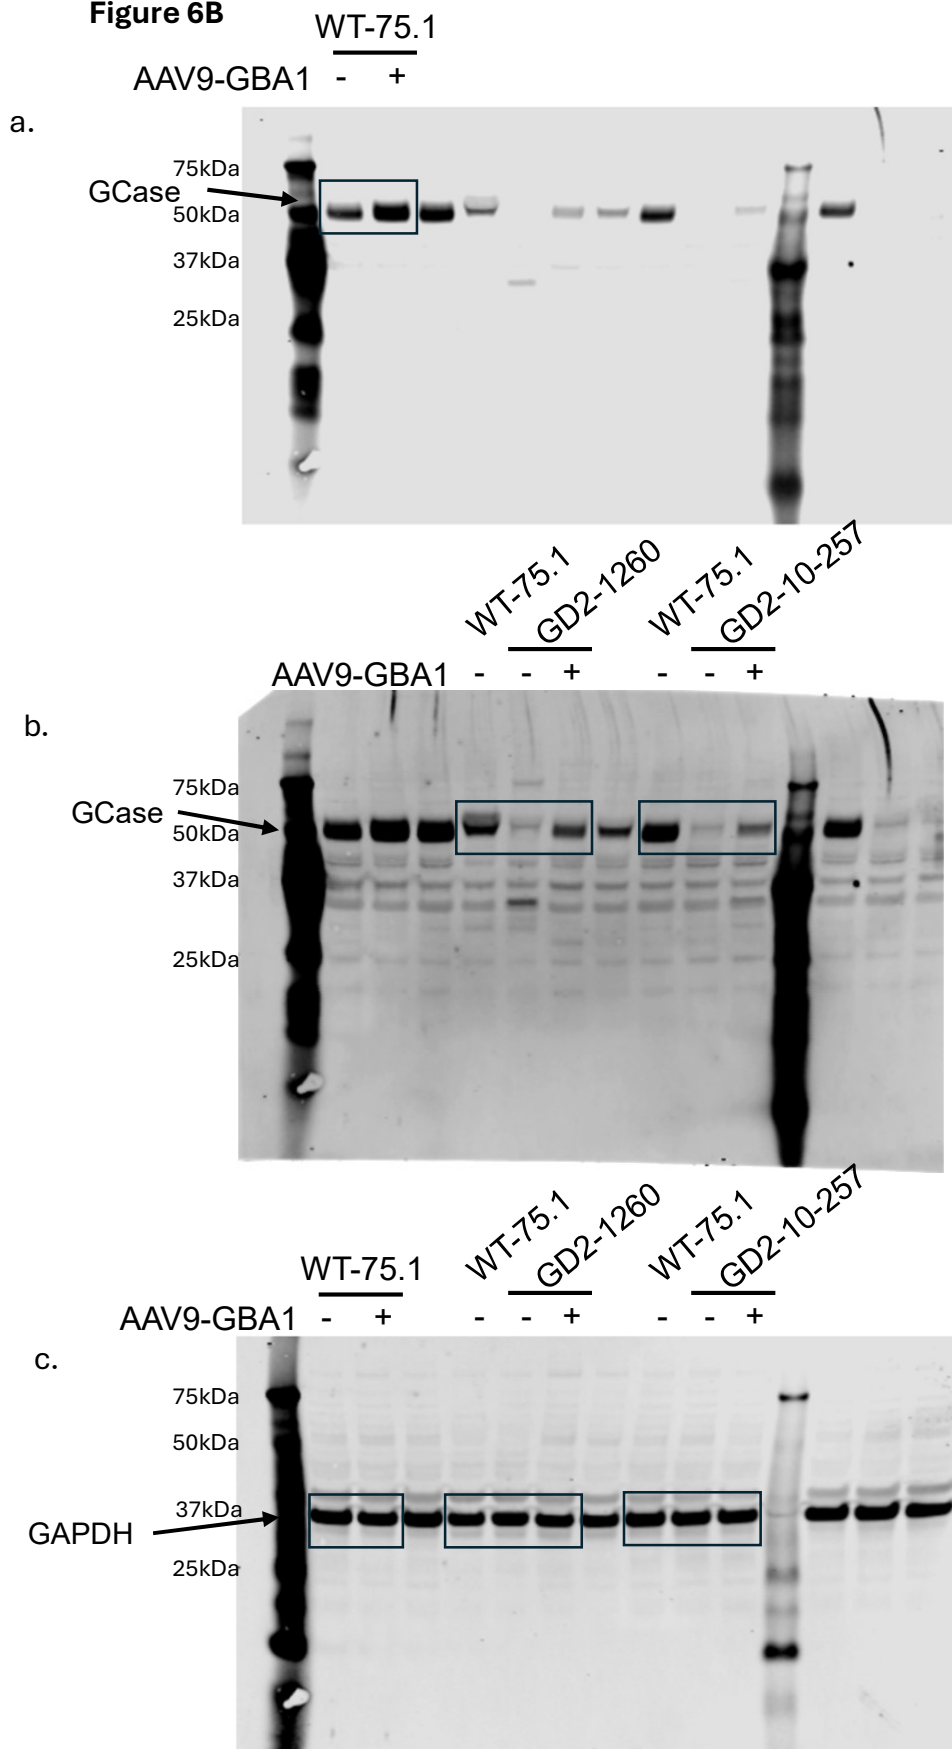 Figure 6B
WT-75.1
AAV9-GBA1 - +
a.
75kDa
GCase
50kDa
37kDa
25kDa
WT-75.1 GD2-1260 WT-75.1 GD2-10-257
AAV9-GBA1 - - + - - +
b.
75kDa
GCase
50kDa
37kDa
25kDa
WT-75.1 WT-75.1 GD2-1260 WT-75.1 GD2-10-257
AAV9-GBA1 - + - - + - - +
c.
75kDa
50kDa
37kDa
GAPDH
25kDa